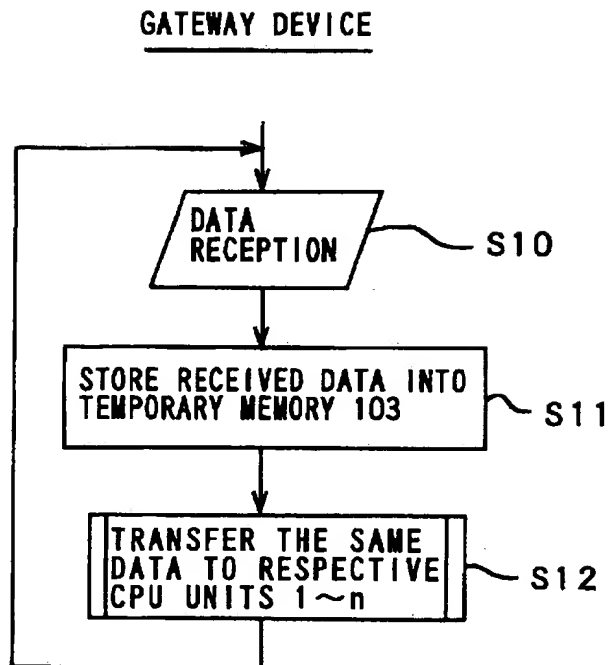 GATEWAY DEVICE
DATA
RECEPTION
S10
STORE RECEIVED DATA INTO
TEMPORARY MEMORY 103
S11
TRANSFER THE SAME
DATA TO RESPECTIVE
CPU UNITS 1~n
S12